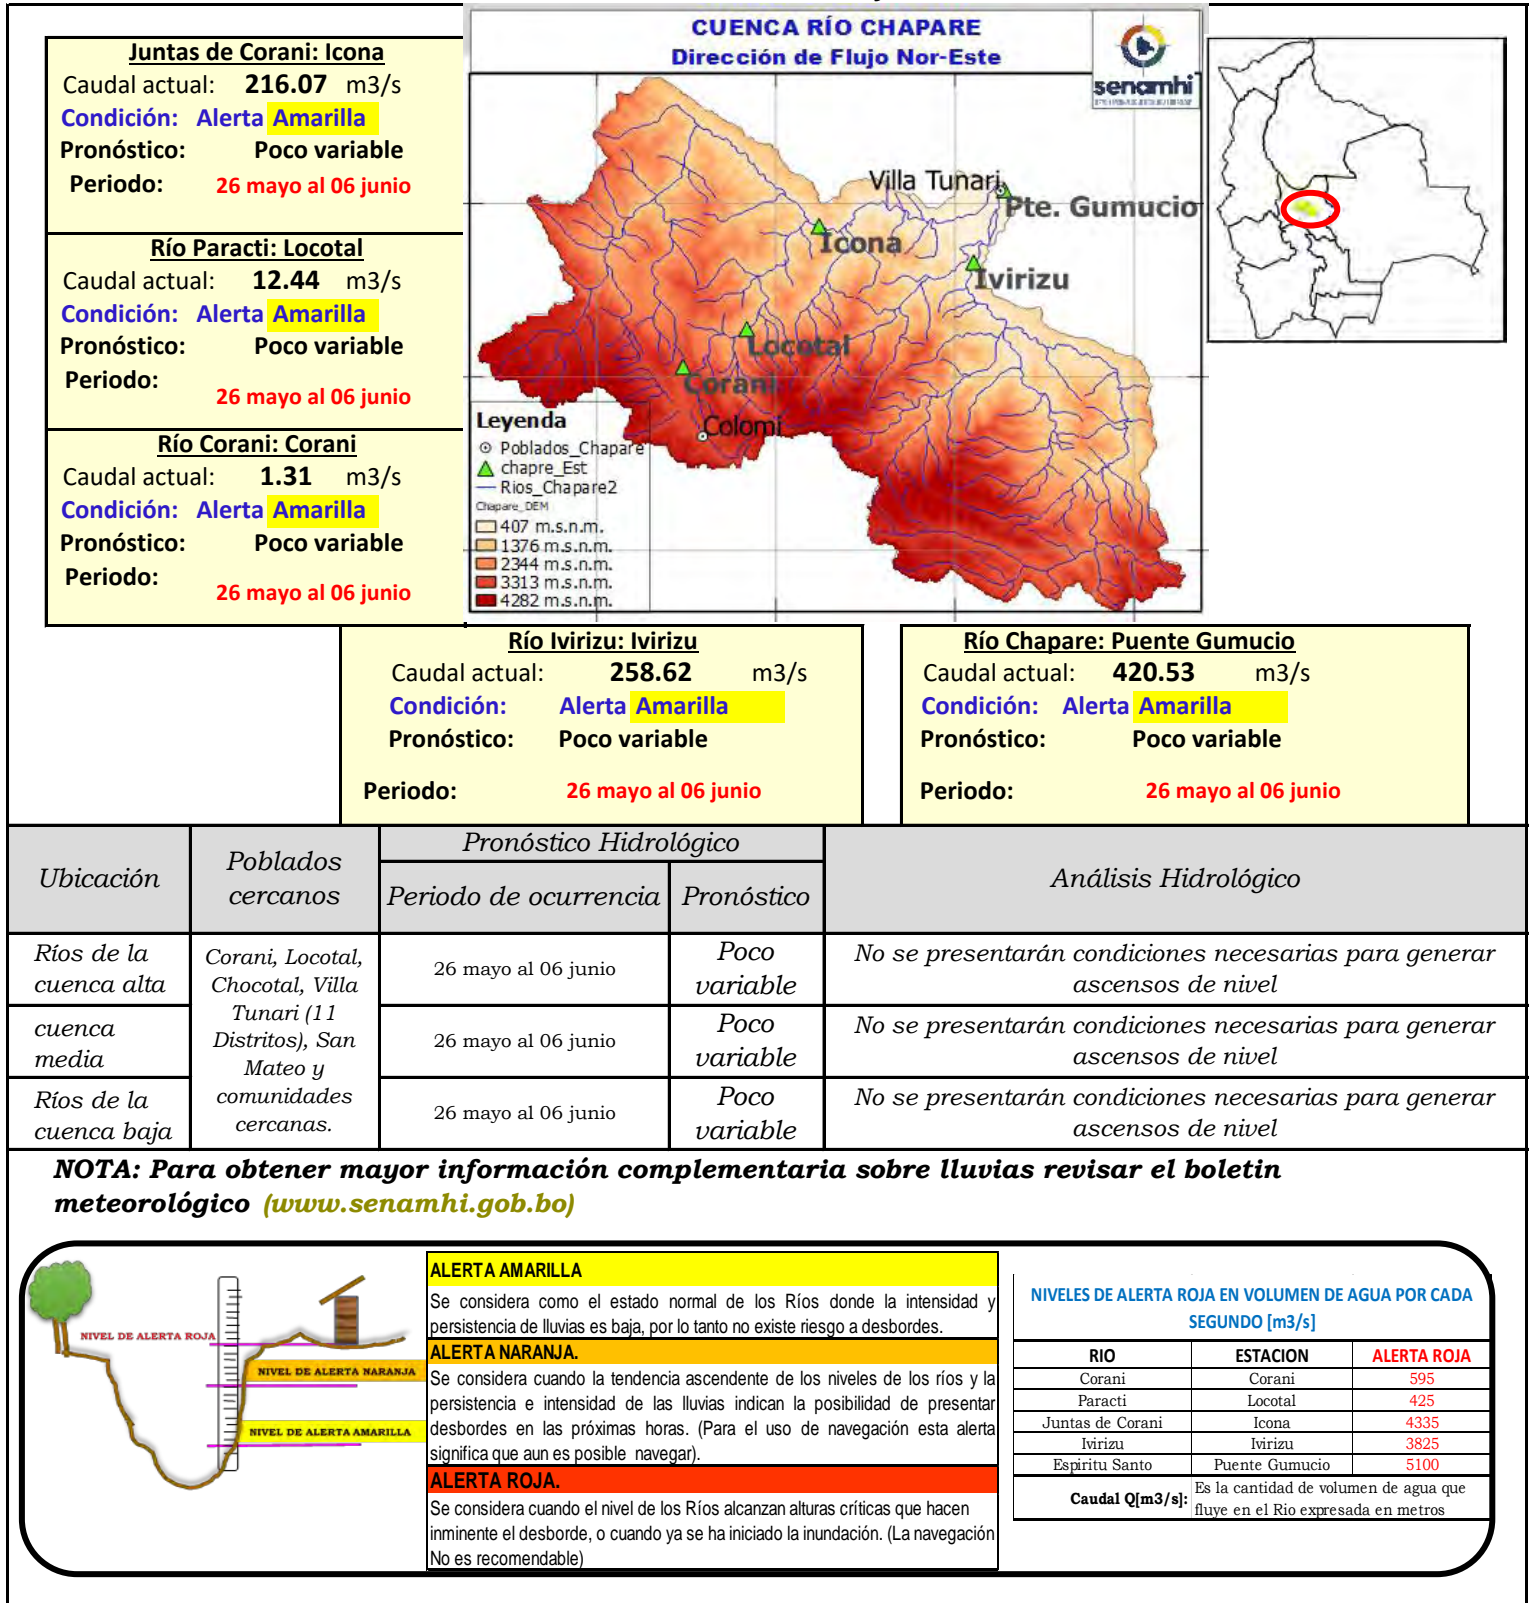 CUENCA RÍO CHAPARE
Dirección de Flujo Nor-Este
senamhi
Juntas de Corani: Icona
Caudal actual: 216.07 m3/s
Condición: Alerta Amarilla
Pronóstico: Poco variable
Periodo: 26 mayo al 06 junio
Río Paracti: Locotal
Caudal actual: 12.44 m3/s
Condición: Alerta Amarilla
Pronóstico: Poco variable
Periodo:
26 mayo al 06 junio
Río Corani: Corani
Caudal actual: 1.31 m3/s
Condición: Alerta Amarilla
Pronóstico: Poco variable
Periodo:
26 mayo al 06 junio
Villa Tunari
Pte. Gumucio
Icona
Ivirizu
Locotal
Corani
Colomi
Leyenda
Poblados_Chapare
chapre_Est
Rios_Chapare2
Chapare_DEM
407 m.s.n.m.
1376 m.s.n.m.
2344 m.s.n.m.
3313 m.s.n.m.
4282 m.s.n.m.
Río Ivirizu: Ivirizu
Caudal actual: 258.62 m3/s
Condición: Alerta Amarilla
Pronóstico: Poco variable
Periodo: 26 mayo al 06 junio
Río Chapare: Puente Gumucio
Caudal actual: 420.53 m3/s
Condición: Alerta Amarilla
Pronóstico: Poco variable
Periodo: 26 mayo al 06 junio
Ubicación
Poblados
cercanos
Pronóstico Hidrológico
Periodo de ocurrencia
Pronóstico
Análisis Hidrológico
Ríos de la
cuenca alta
Corani, Locotal,
Chocotal, Villa
Tunari (11
Distritos), San
Mateo y
comunidades
cercanas.
26 mayo al 06 junio
Poco
variable
No se presentarán condiciones necesarias para generar
ascensos de nivel
cuenca
media
26 mayo al 06 junio
Poco
variable
No se presentarán condiciones necesarias para generar
ascensos de nivel
Ríos de la
cuenca baja
26 mayo al 06 junio
Poco
variable
No se presentarán condiciones necesarias para generar
ascensos de nivel
NOTA: Para obtener mayor información complementaria sobre lluvias revisar el boletin
meteorológico (www.senamhi.gob.bo)
NIVEL DE ALERTA ROJA
NIVEL DE ALERTA NARANJA
NIVEL DE ALERTA AMARILLA
ALERTA AMARILLA
Se considera como el estado normal de los Ríos donde la intensidad y
persistencia de lluvias es baja, por lo tanto no existe riesgo a desbordes.
ALERTA NARANJA.
Se considera cuando la tendencia ascendente de los niveles de los ríos y la
persistencia e intensidad de las lluvias indican la posibilidad de presentar
desbordes en las próximas horas. (Para el uso de navegación esta alerta
significa que aun es posible navegar).
ALERTA ROJA.
Se considera cuando el nivel de los Ríos alcanzan alturas críticas que hacen
inminente el desborde, o cuando ya se ha iniciado la inundación. (La navegación
No es recomendable)
NIVELES DE ALERTA ROJA EN VOLUMEN DE AGUA POR CADA
SEGUNDO [m3/s]
RIO ESTACION ALERTA ROJA
Corani Corani 595
Paracti Locotal 425
Juntas de Corani Icona 4335
Ivirizu Ivirizu 3825
Espiritu Santo Puente Gumucio 5100
Caudal Q[m3/s]:
Es la cantidad de volumen de agua que
fluye en el Rio expresada en metros